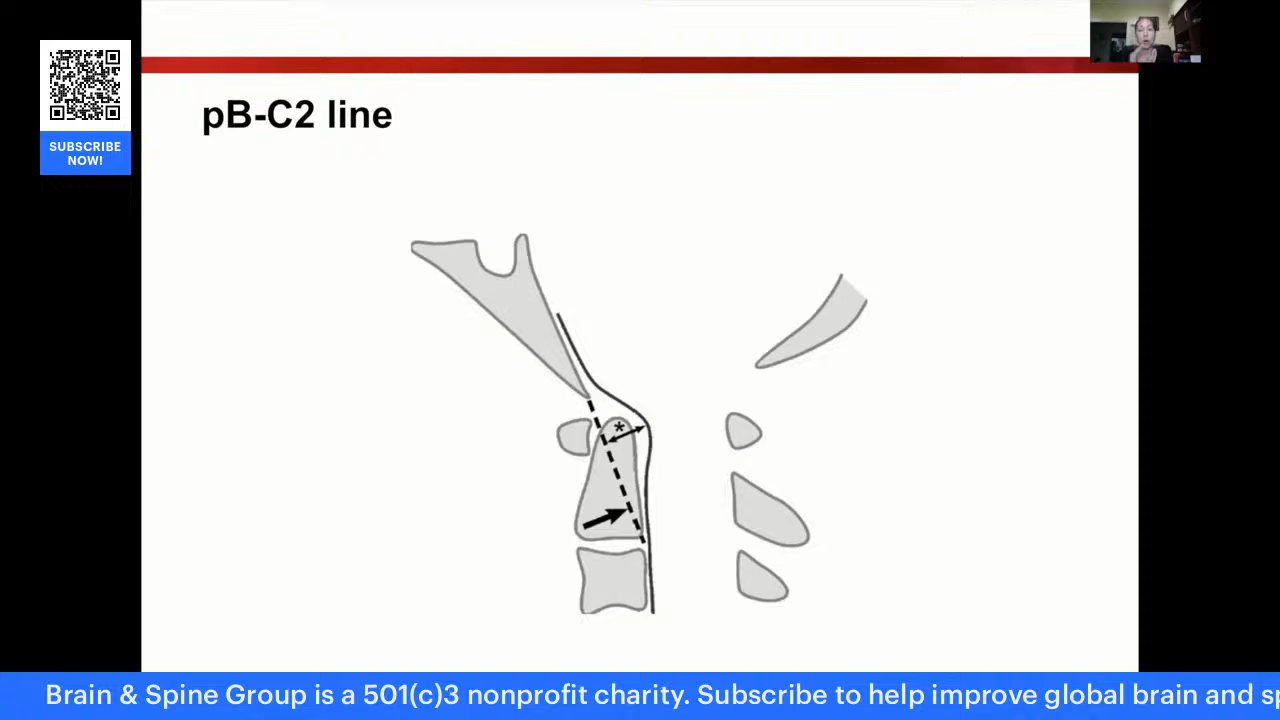 SUBSCRIBE
NOW!
pB-C2 line
*
Brain & Spine Group is a 501(c)3 nonprofit charity. Subscribe to help improve global brain and sp